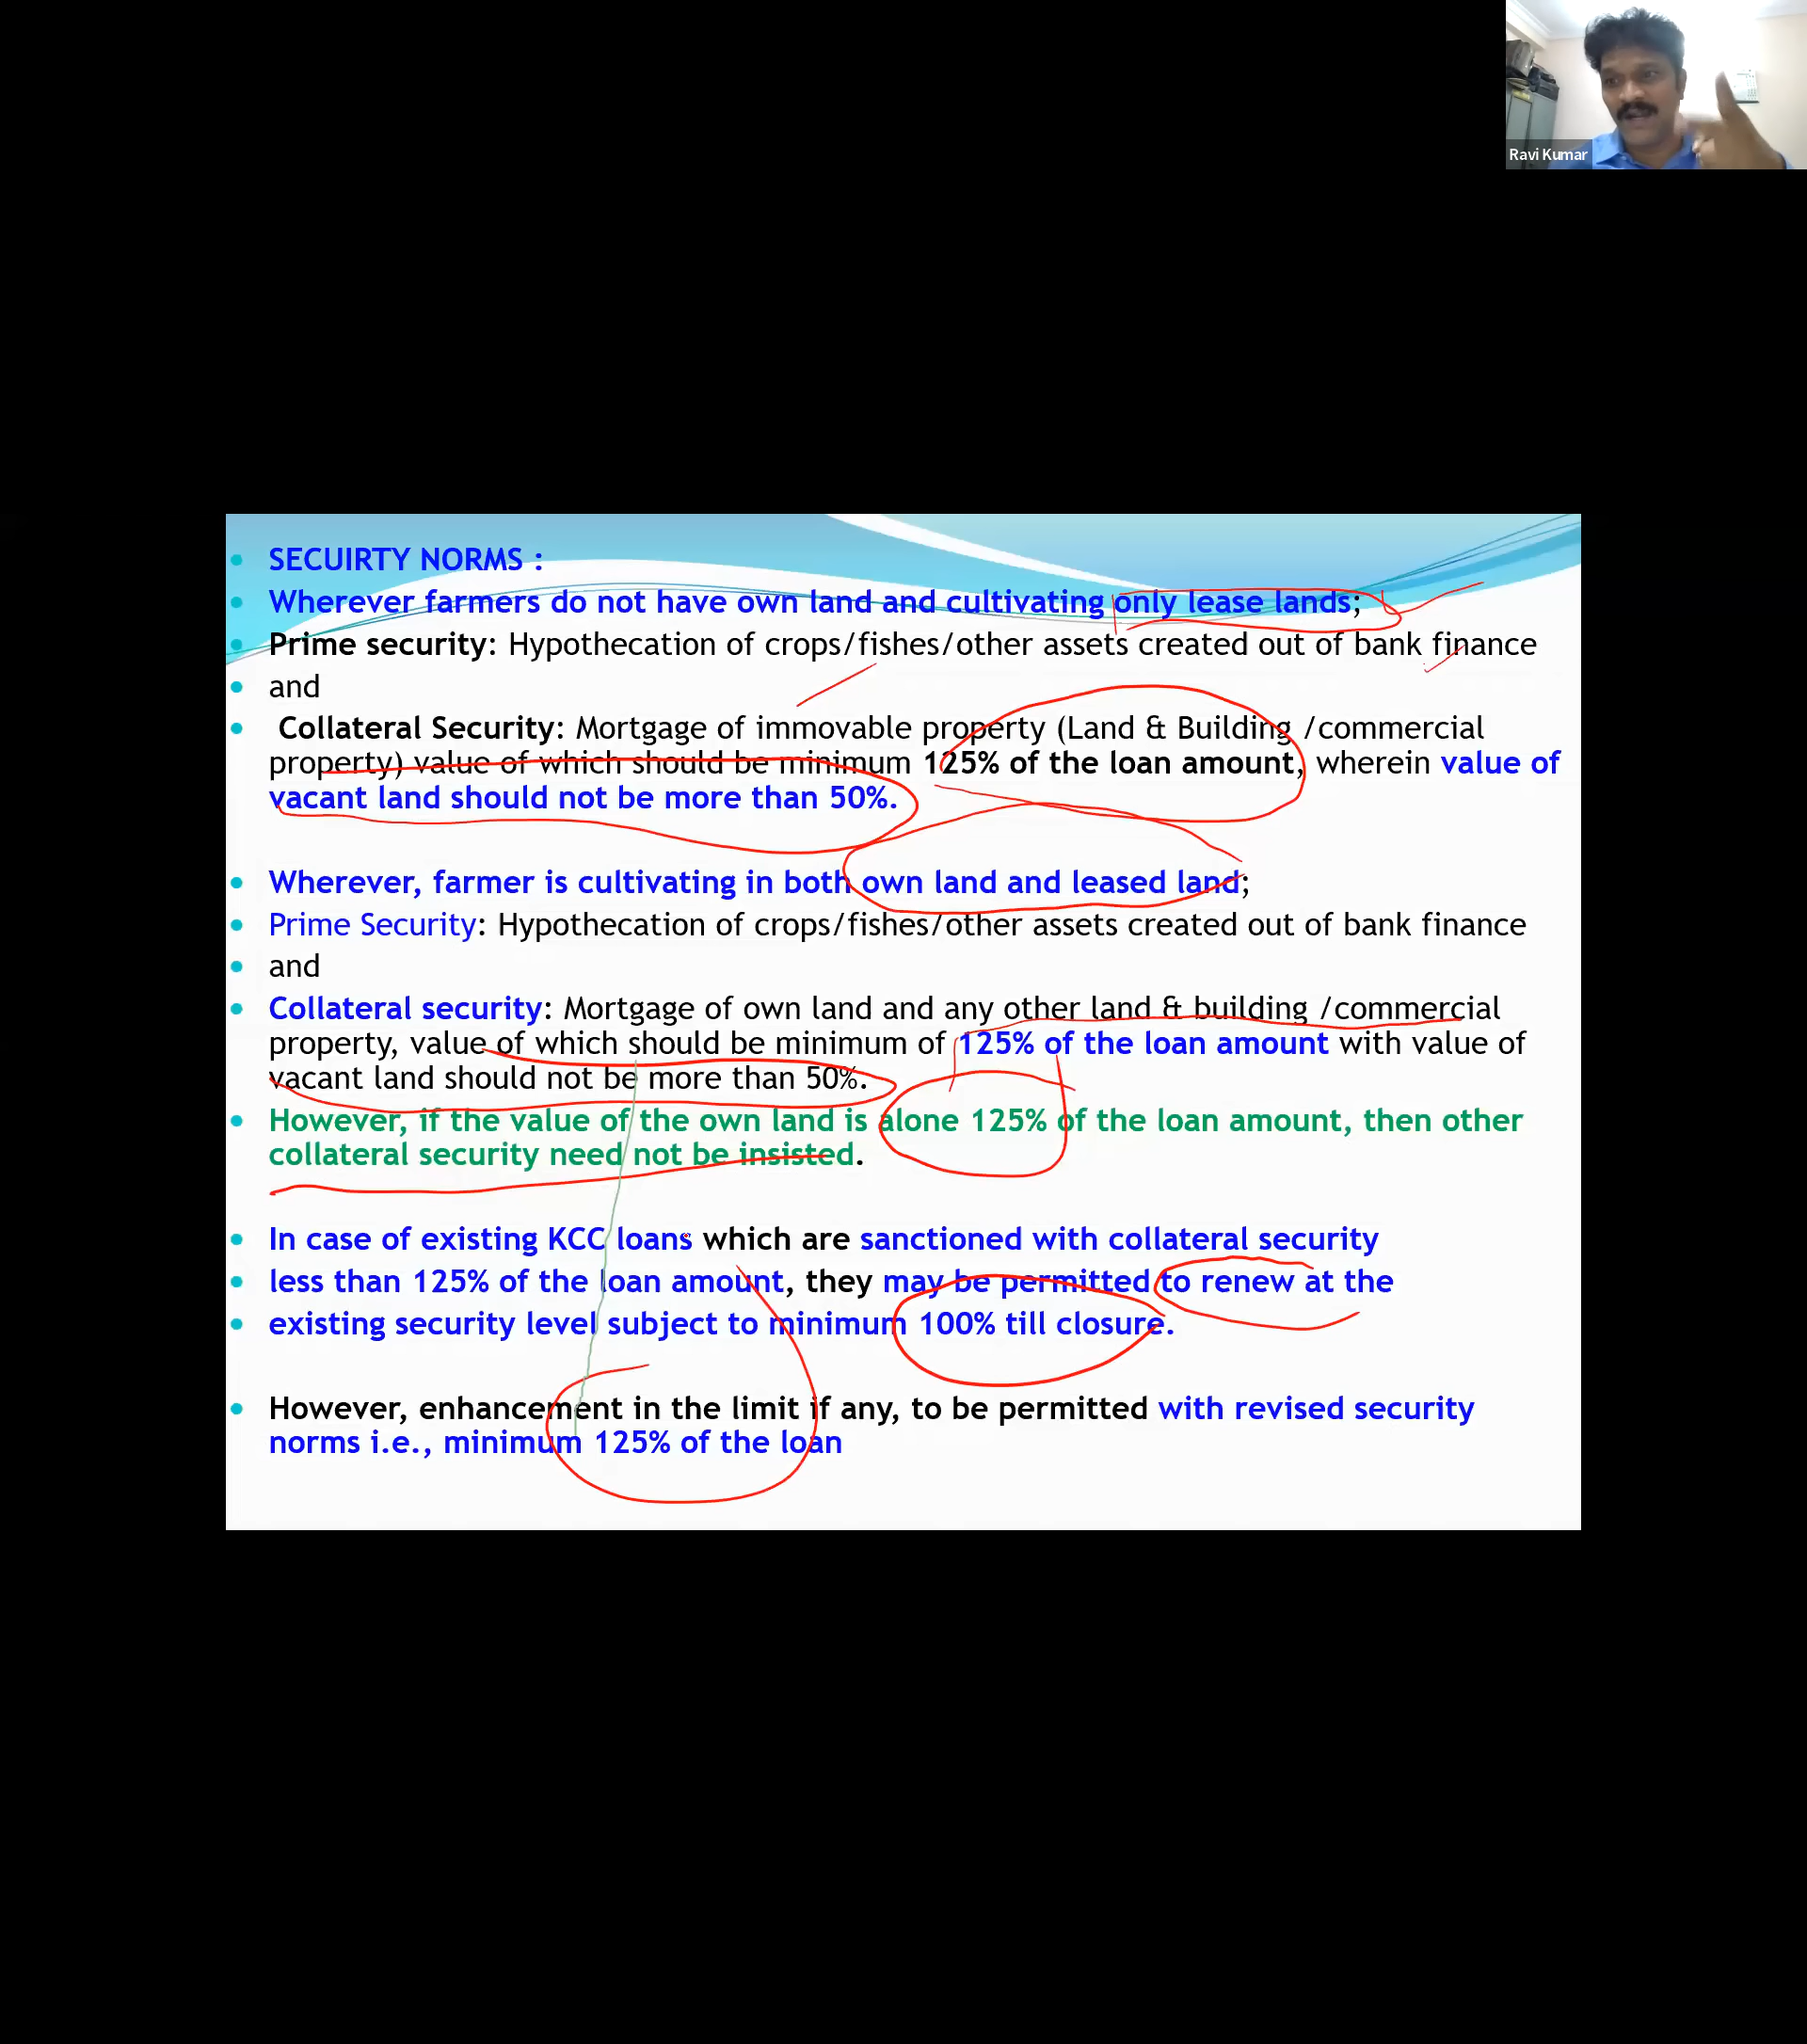 Ravi Kumar
SECUIRTY NORMS :
Wherever farmers do not have own land and cultivating only lease lands;
Prime security: Hypothecation of crops/fishes/other assets created out of bank finance
and
Collateral Security: Mortgage of immovable property (Land & Building /commercial
property) value of which should be minimum 125% of the loan amount, wherein value of
vacant land should not be more than 50%.
Wherever, farmer is cultivating in both own land and leased land;
Prime Security: Hypothecation of crops/fishes/other assets created out of bank finance
and
Collateral security: Mortgage of own land and any other land & building /commercial
property, value of which should be minimum of 125% of the loan amount with value of
vacant land should not be more than 50%.
However, if the value of the own land is alone 125% of the loan amount, then other
collateral security need not be insisted.
In case of existing KCC loans which are sanctioned with collateral security
less than 125% of the loan amount, they may be permitted to renew at the
existing security level subject to minimum 100% till closure.
However, enhancement in the limit if any, to be permitted with revised security
norms i.e., minimum 125% of the loan